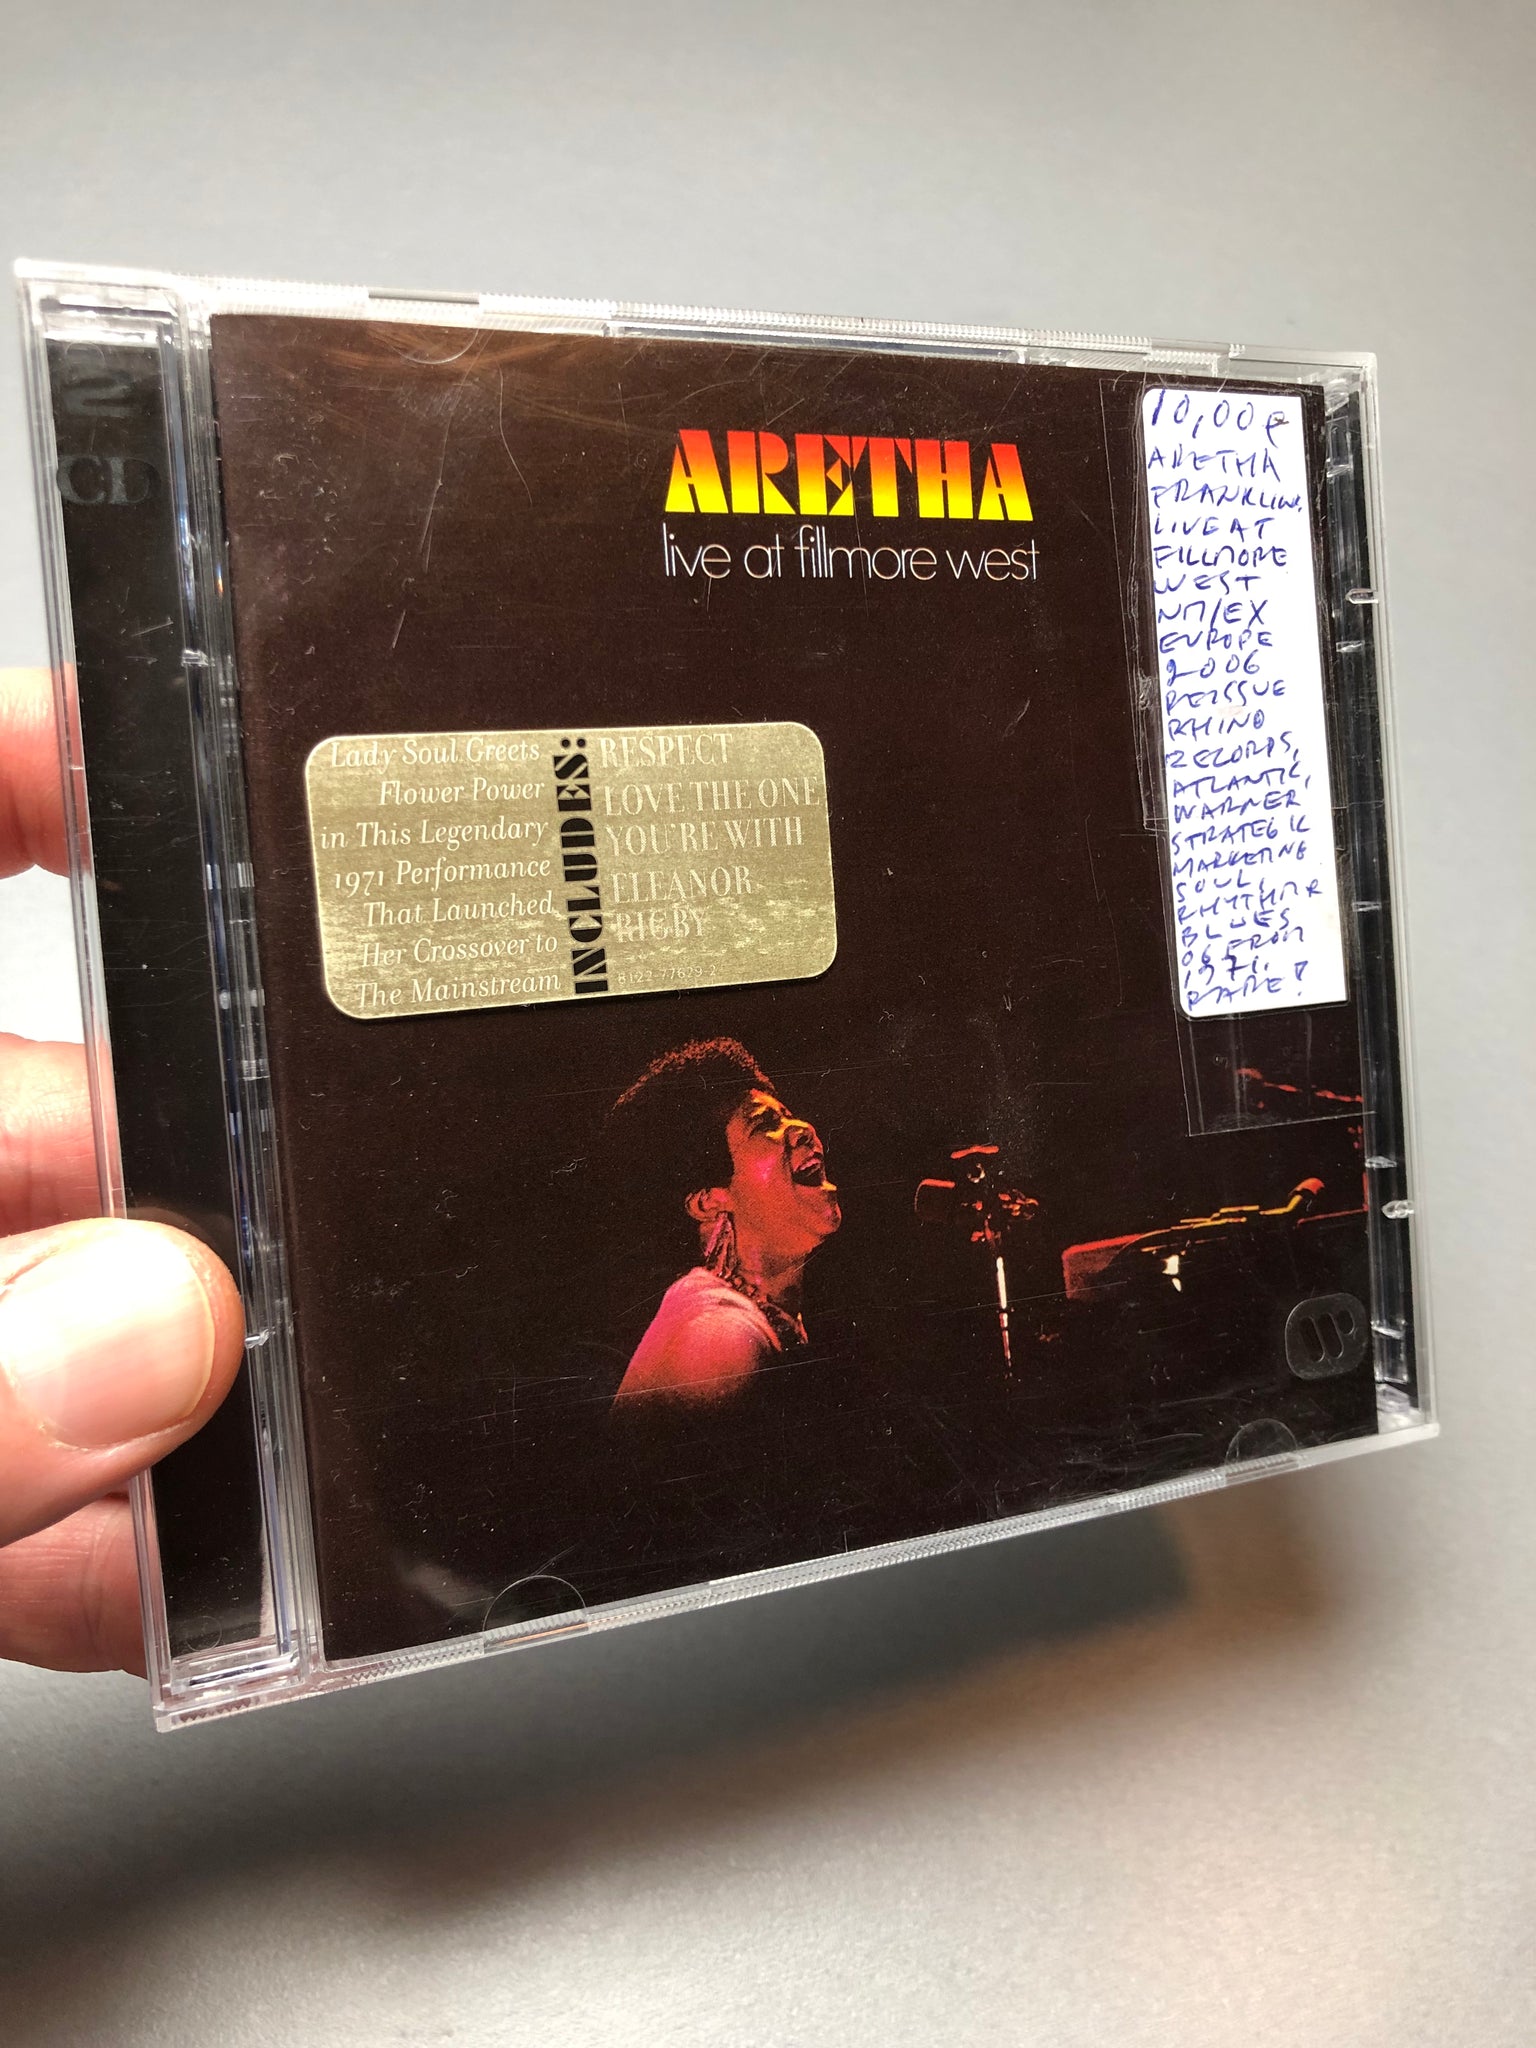 2
CD
ARETHA
live at fillmore west
Lady Soul Greets
Flower Power
in This Legendary
1971 Performance
That Launched
Her Crossover to
The Mainstream
INCLUDES:
RESPECT
LOVE THE ONE
YOU'RE WITH
ELEANOR
RIGBY
8122-77629-2
10,00 €
ARETHA
FRANKLIN.
LIVE AT
FILLMORE
WEST
NM/EX
EUROPE
2006
REISSUE
RHINO
RECORDS,
ATLANTIC,
WARNER,
STRATEGIC
MARKETING
SOUL,
RHYTHM &
BLUES
06 FROM
1971.
RARE!